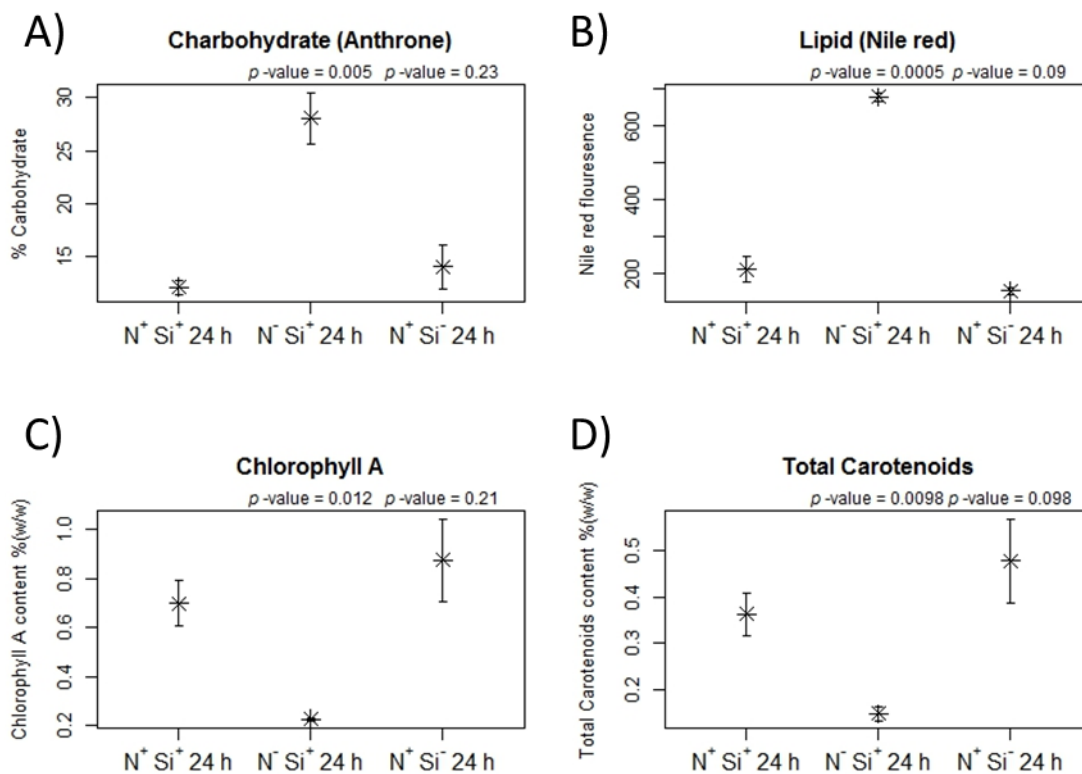 A)
Charbohydrate (Anthrone)
p -value = 0.005 p -value = 0.23
% Carbohydrate
30
25
20
15
N⁺ Si⁺ 24 h N⁻ Si⁺ 24 h N⁺ Si⁻ 24 h
B)
Lipid (Nile red)
p -value = 0.0005 p -value = 0.09
Nile red flouresence
600
400
200
N⁺ Si⁺ 24 h N⁻ Si⁺ 24 h N⁺ Si⁻ 24 h
C)
Chlorophyll A
p -value = 0.012 p -value = 0.21
Chlorophyll A content %(w/w)
1.0
0.8
0.6
0.4
0.2
N⁺ Si⁺ 24 h N⁻ Si⁺ 24 h N⁺ Si⁻ 24 h
D)
Total Carotenoids
p -value = 0.0098 p -value = 0.098
Total Carotenoids content %(w/w)
0.5
0.4
0.3
0.2
N⁺ Si⁺ 24 h N⁻ Si⁺ 24 h N⁺ Si⁻ 24 h